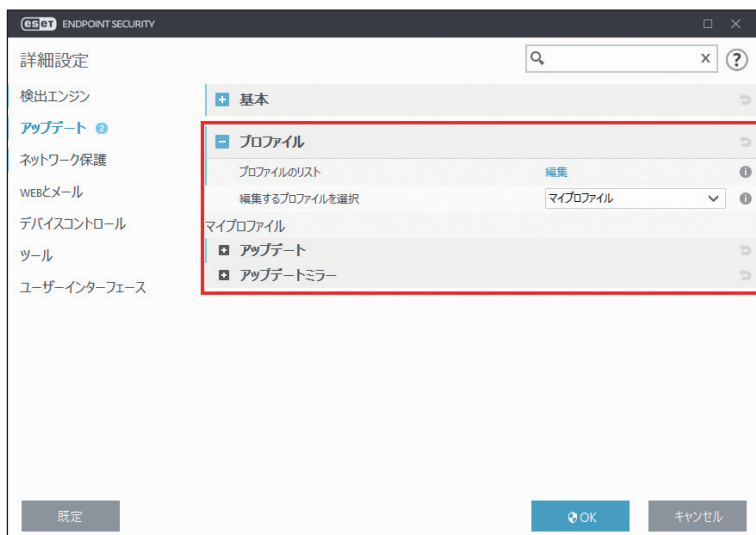 eset ENDPOINT SECURITY
詳細設定
検出エンジン
アップデート 2
ネットワーク保護
WEBとメール
デバイスコントロール
ツール
ユーザーインターフェース
基本
プロファイル
プロファイルのリスト 編集
編集するプロファイルを選択 マイプロファイル
マイプロファイル
アップデート
アップデートミラー
既定 OK キャンセル